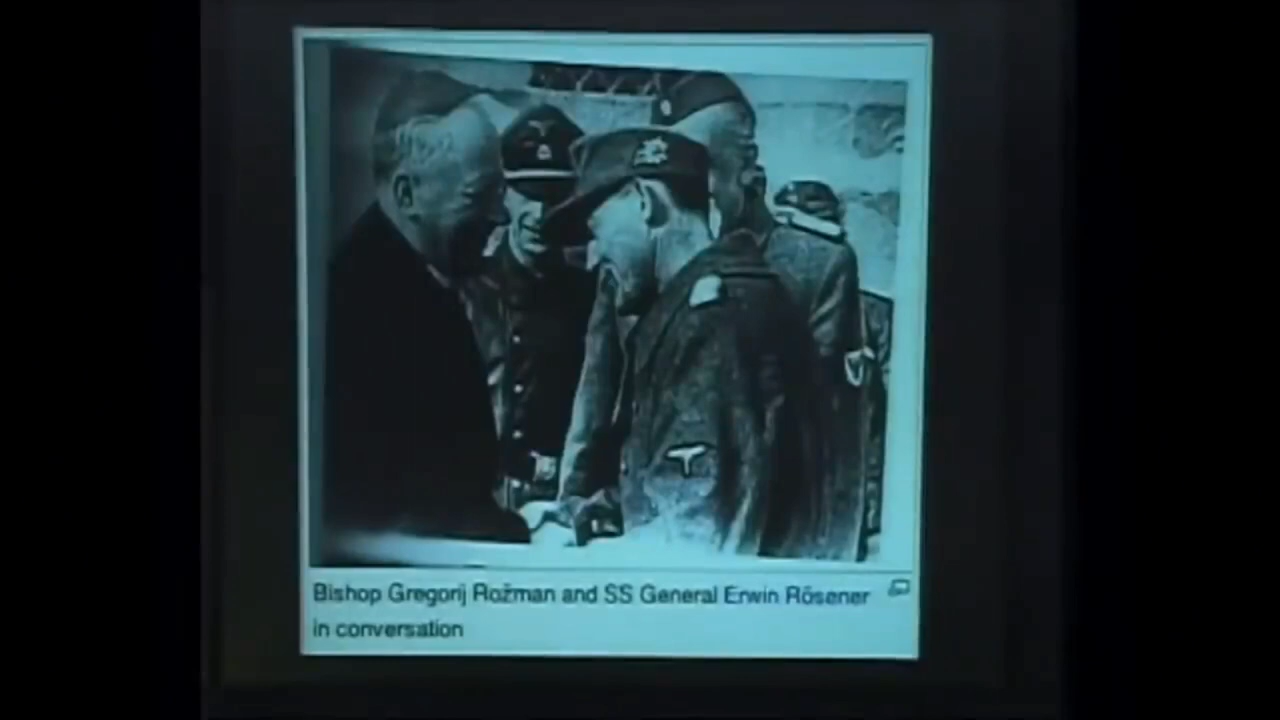 Bishop Gregorij Rožman and SS General Erwin Rösener
in conversation